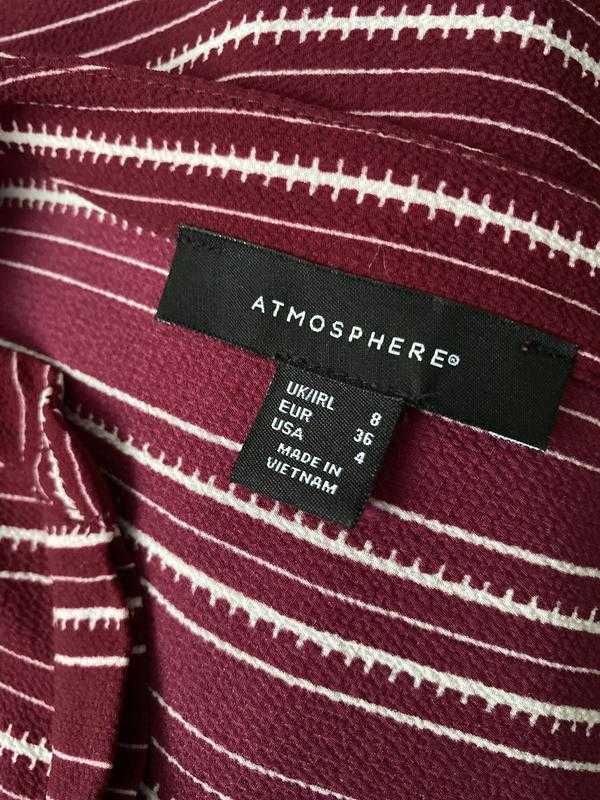 ATMOSPHERE®
UK/IRL 8
EUR 36
USA 4
MADE IN
VIETNAM